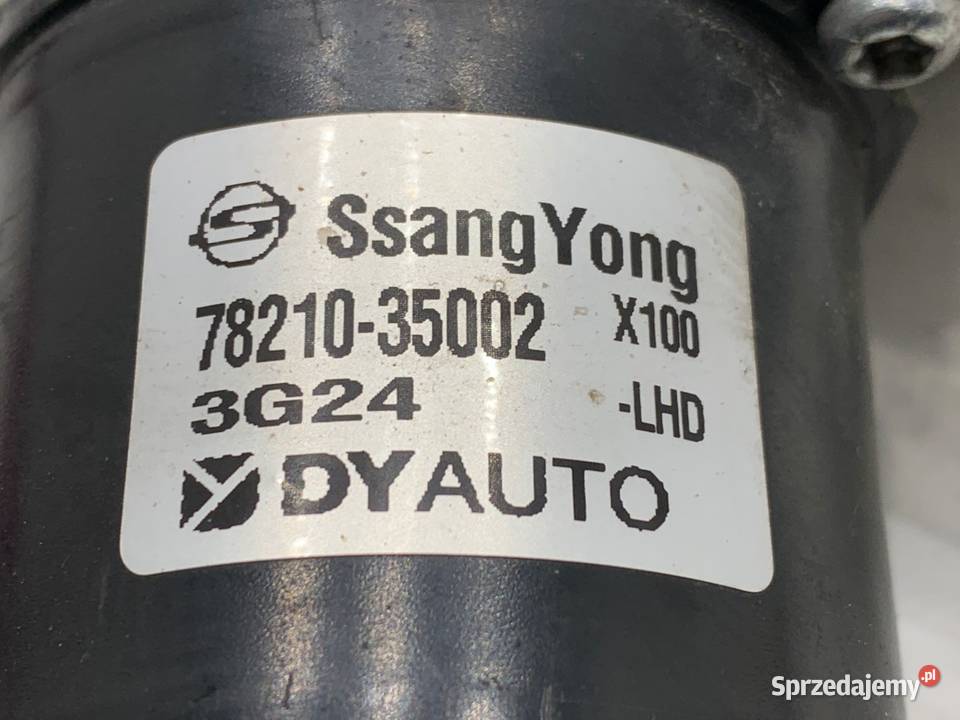 SsangYong
78210-35002 X100
3G24 -LHD
DYAUTO
Sprzedajemy.pl